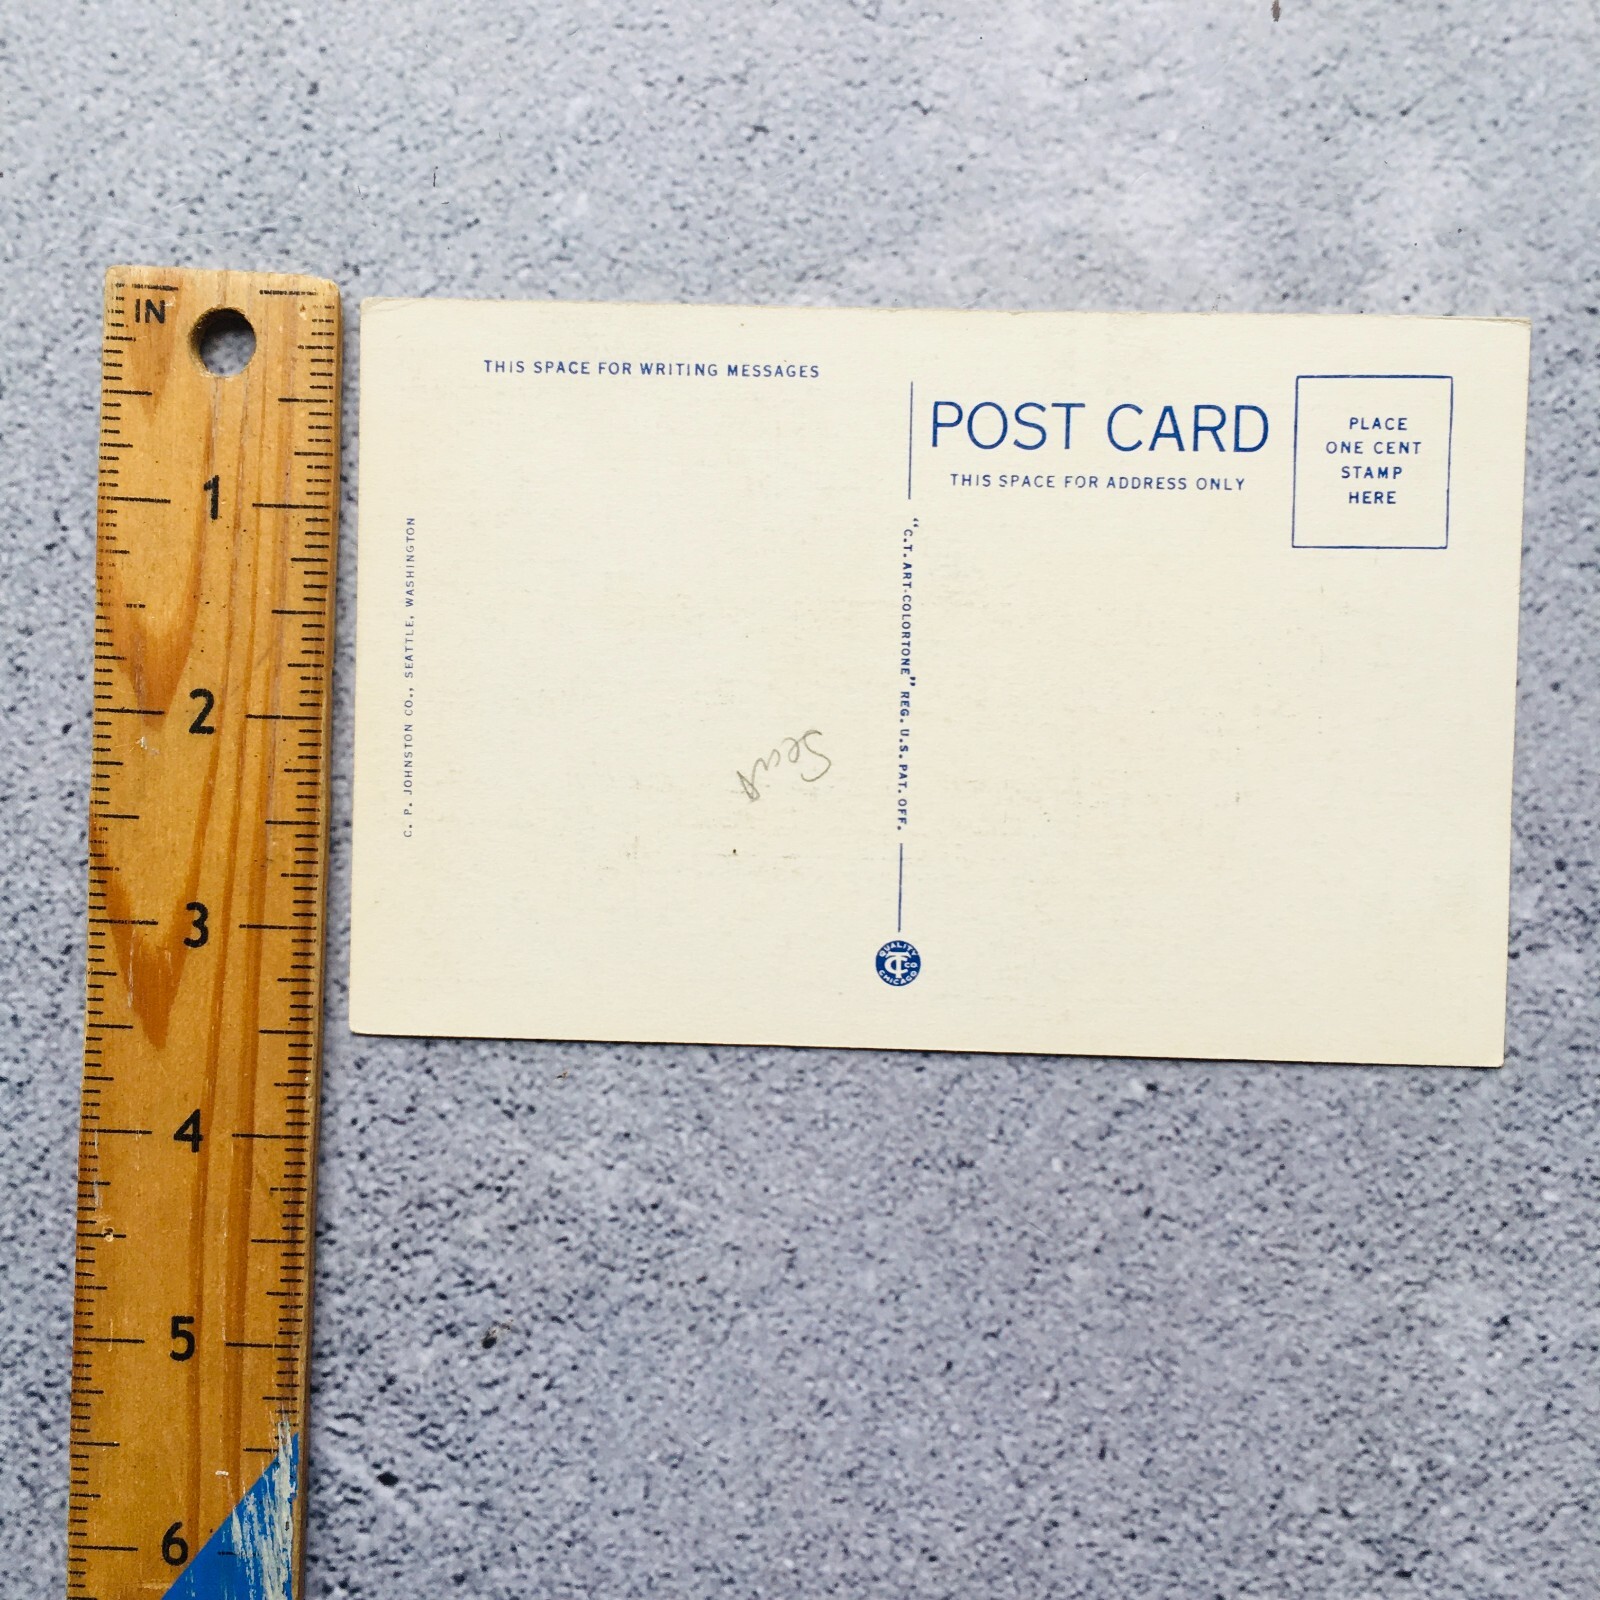 IN
1
2
3
4
5
6
THIS SPACE FOR WRITING MESSAGES
C. P. JOHNSTON CO., SEATTLE, WASHINGTON
"C.T. ART-COLORTONE" REG. U.S. PAT. OFF.
QUALITY
CT CO
CHICAGO
POST CARD
THIS SPACE FOR ADDRESS ONLY
PLACE
ONE CENT
STAMP
HERE